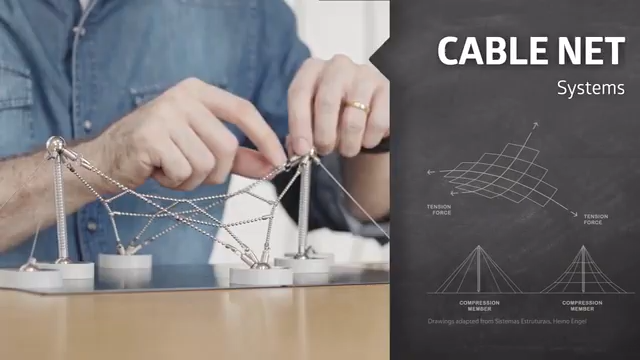 CABLE NET
Systems
TENSION
FORCE
TENSION
FORCE
COMPRESSION
MEMBER
COMPRESSION
MEMBER
Drawings adapted from Sistemas Estruturais, Heino Engel